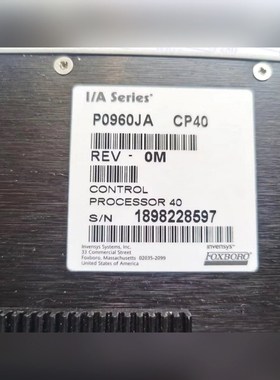 I/A Series®
P0960JA CP40
REV - 0M
CONTROL
PROCESSOR 40
S/N 1898228597
Invensys Systems, Inc.
33 Commercial Street
Foxboro, Massachusetts 02035-2099
United States of America
invensys
FOXBORO